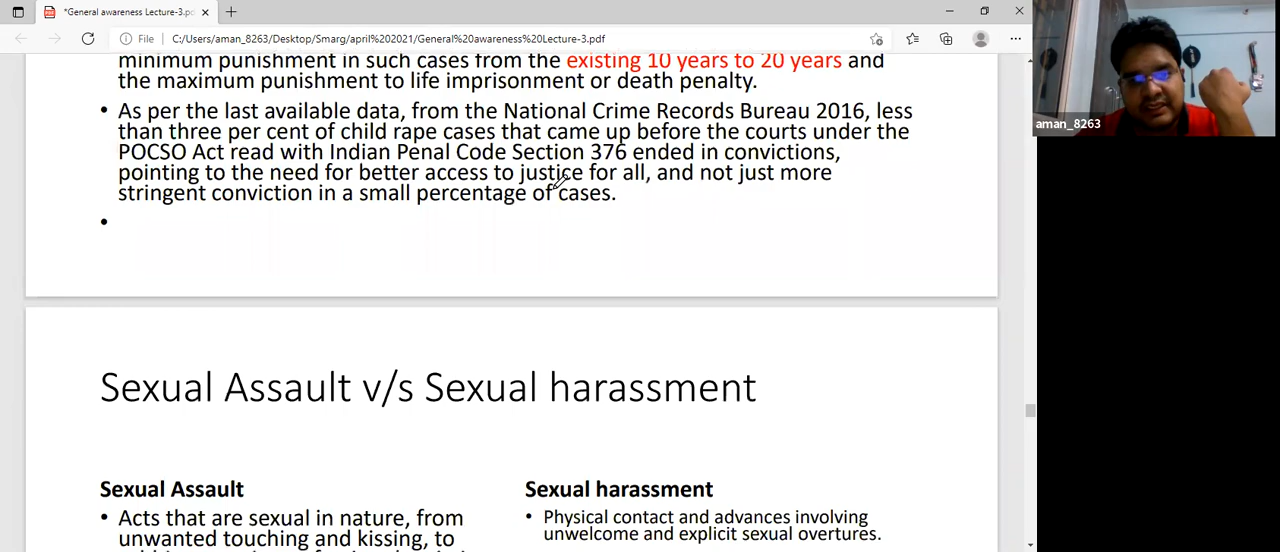 *General awareness Lecture-3.pd
File
C:/Users/aman_8263/Desktop/Smarg/april%202021/General%20awareness%20Lecture-3.pdf
aman_8263
minimum punishment in such cases from the existing 10 years to 20 years and
the maximum punishment to life imprisonment or death penalty.
• As per the last available data, from the National Crime Records Bureau 2016, less
than three per cent of child rape cases that came up before the courts under the
POCSO Act read with Indian Penal Code Section 376 ended in convictions,
pointing to the need for better access to justice for all, and not just more
stringent conviction in a small percentage of cases.
•
Sexual Assault v/s Sexual harassment
Sexual Assault
• Acts that are sexual in nature, from
unwanted touching and kissing, to
Sexual harassment
• Physical contact and advances involving
unwelcome and explicit sexual overtures.